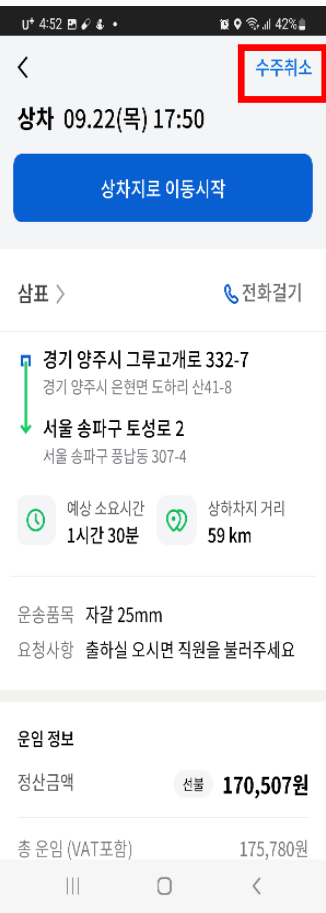 U+ 4:52
42%
수주취소
상차 09.22(목) 17:50
상차지로 이동시작
삼표
전화걸기
경기 양주시 그루고개로 332-7
경기 양주시 은현면 도하리 산41-8
서울 송파구 토성로 2
서울 송파구 풍납동 307-4
예상 소요시간
1시간 30분
상하차지 거리
59 km
운송품목 자갈 25mm
요청사항 출하실 오시면 직원을 불러주세요
운임 정보
정산금액 선불 170,507원
총 운임 (VAT포함) 175,780원